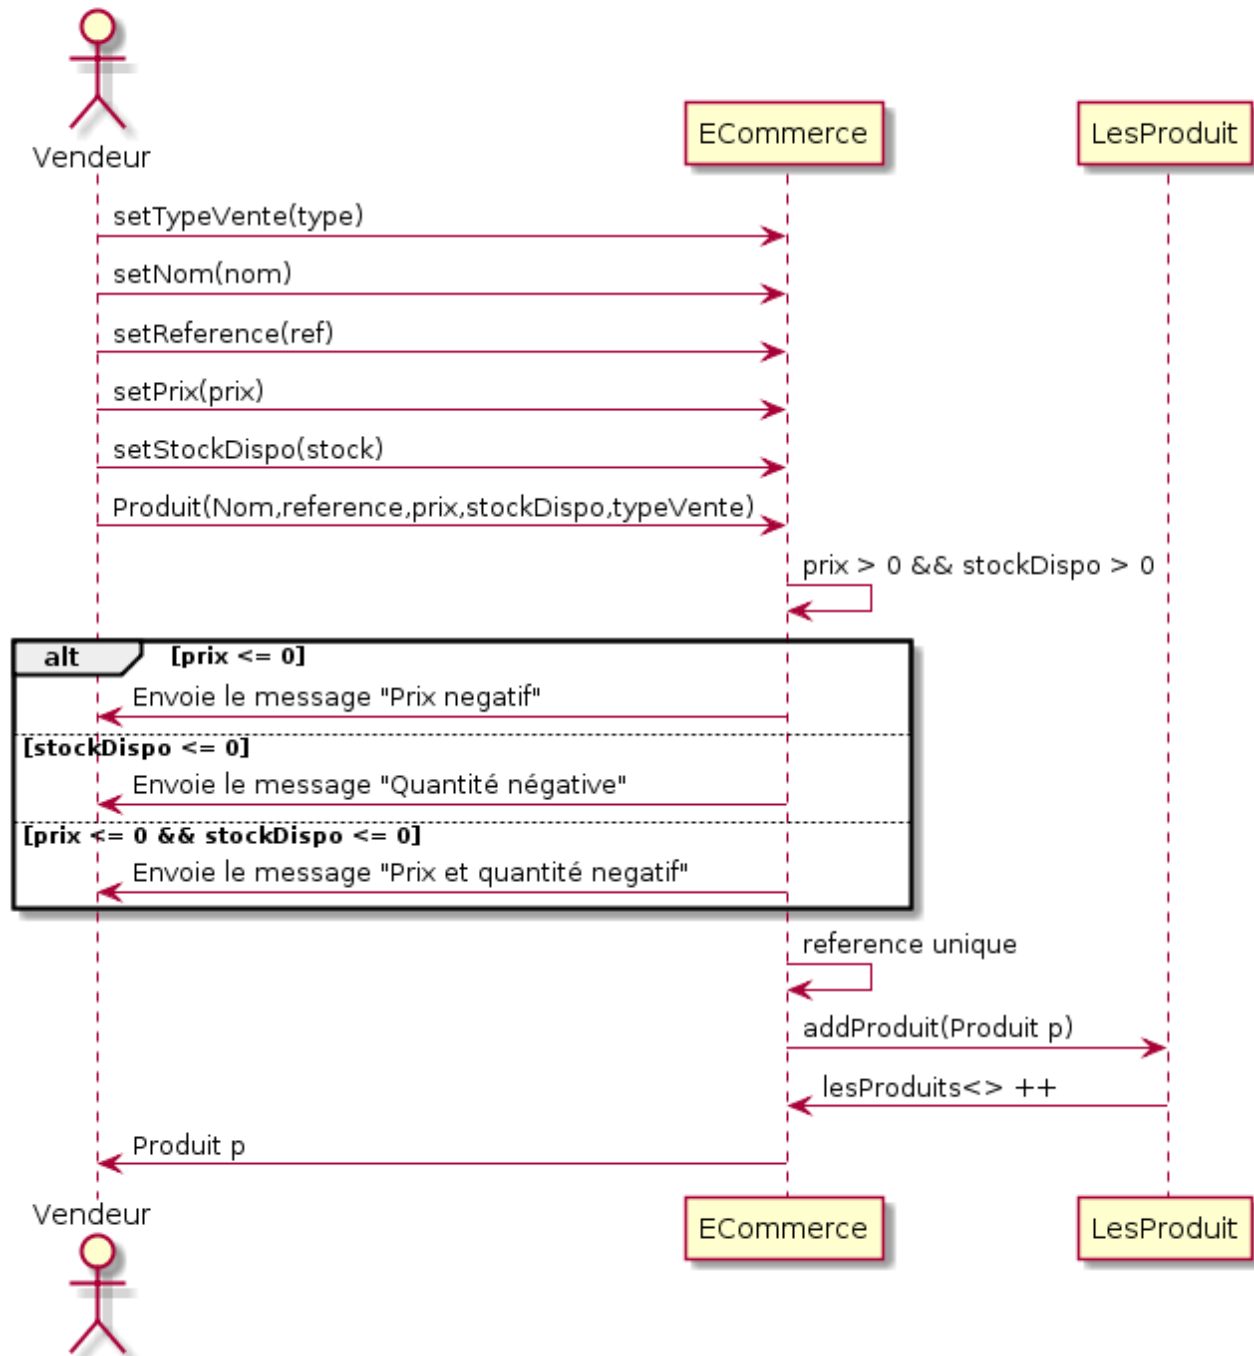 Vendeur
ECommerce
LesProduit
setTypeVente(type)
setNom(nom)
setReference(ref)
setPrix(prix)
setStockDispo(stock)
Produit(Nom,reference,prix,stockDispo,typeVente)
prix > 0 && stockDispo > 0
alt [prix <= 0]
Envoie le message "Prix negatif"
[stockDispo <= 0]
Envoie le message "Quantité négative"
[prix <= 0 && stockDispo <= 0]
Envoie le message "Prix et quantité negatif"
reference unique
addProduit(Produit p)
lesProduits<> ++
Produit p
Vendeur
ECommerce
LesProduit